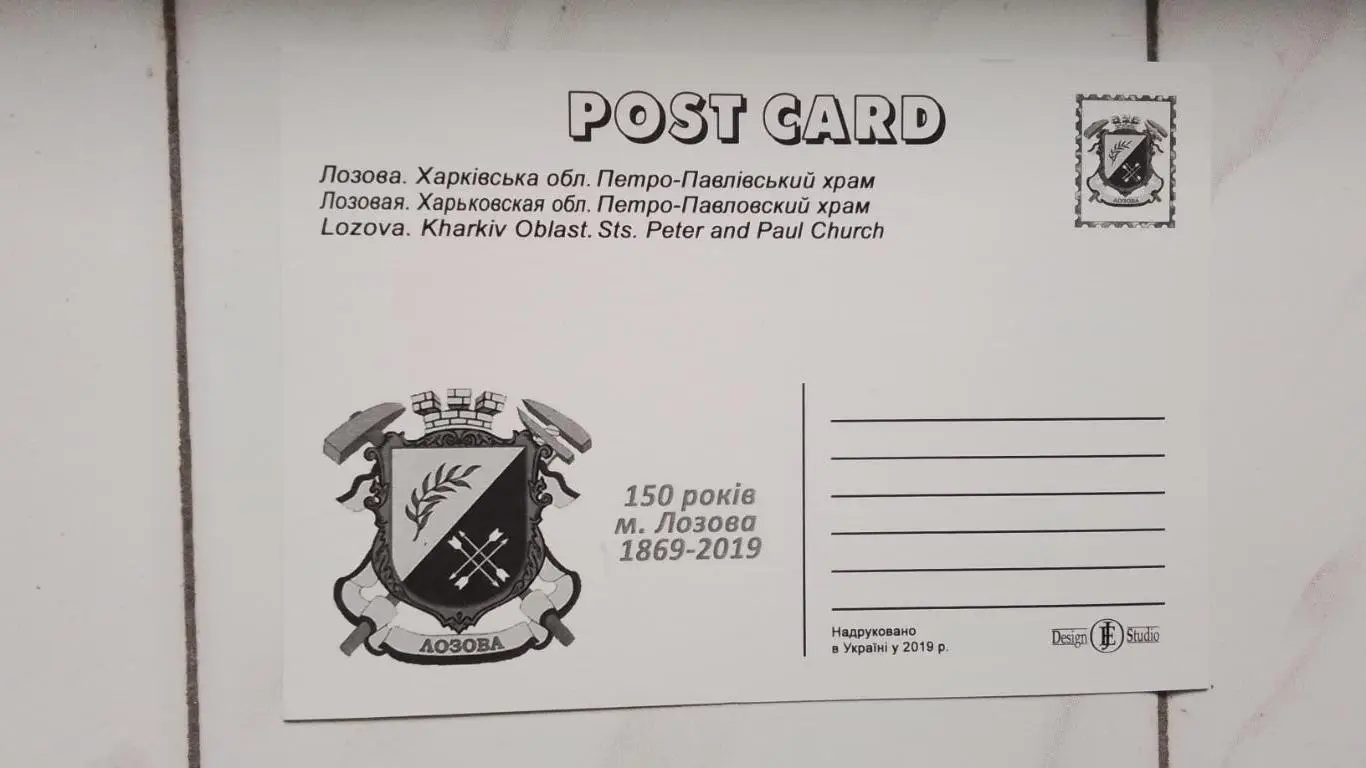 POST CARD
Лозова. Харківська обл. Петро-Павлівський храм
Лозовая. Харьковская обл. Петро-Павловский храм
Lozova. Kharkiv Oblast. Sts. Peter and Paul Church
ЛОЗОВА
150 років
м. Лозова
1869-2019
ЛОЗОВА
Надруковано
в Україні у 2019 р.
Design Studio